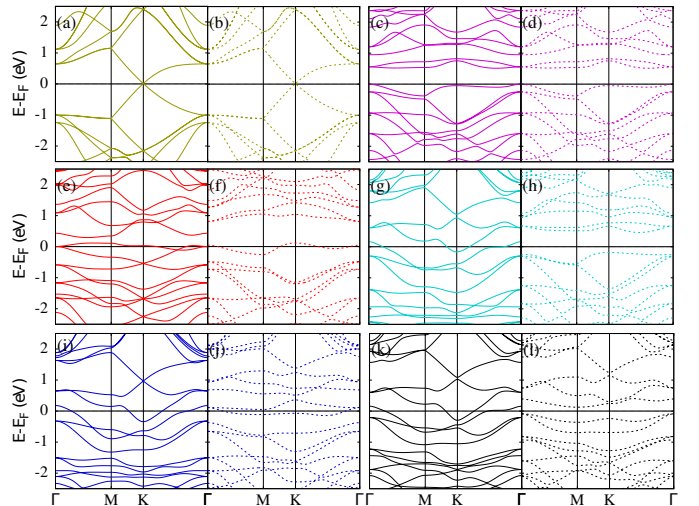 (a) (b) (c) (d)
2
1
0
-1
-2
E-E_F (eV)
(e) (f) (g) (h)
2
1
0
-1
-2
E-E_F (eV)
(i) (j) (k) (l)
2
1
0
-1
-2
E-E_F (eV)
Γ M K Γ M K Γ Γ M K Γ M K Γ